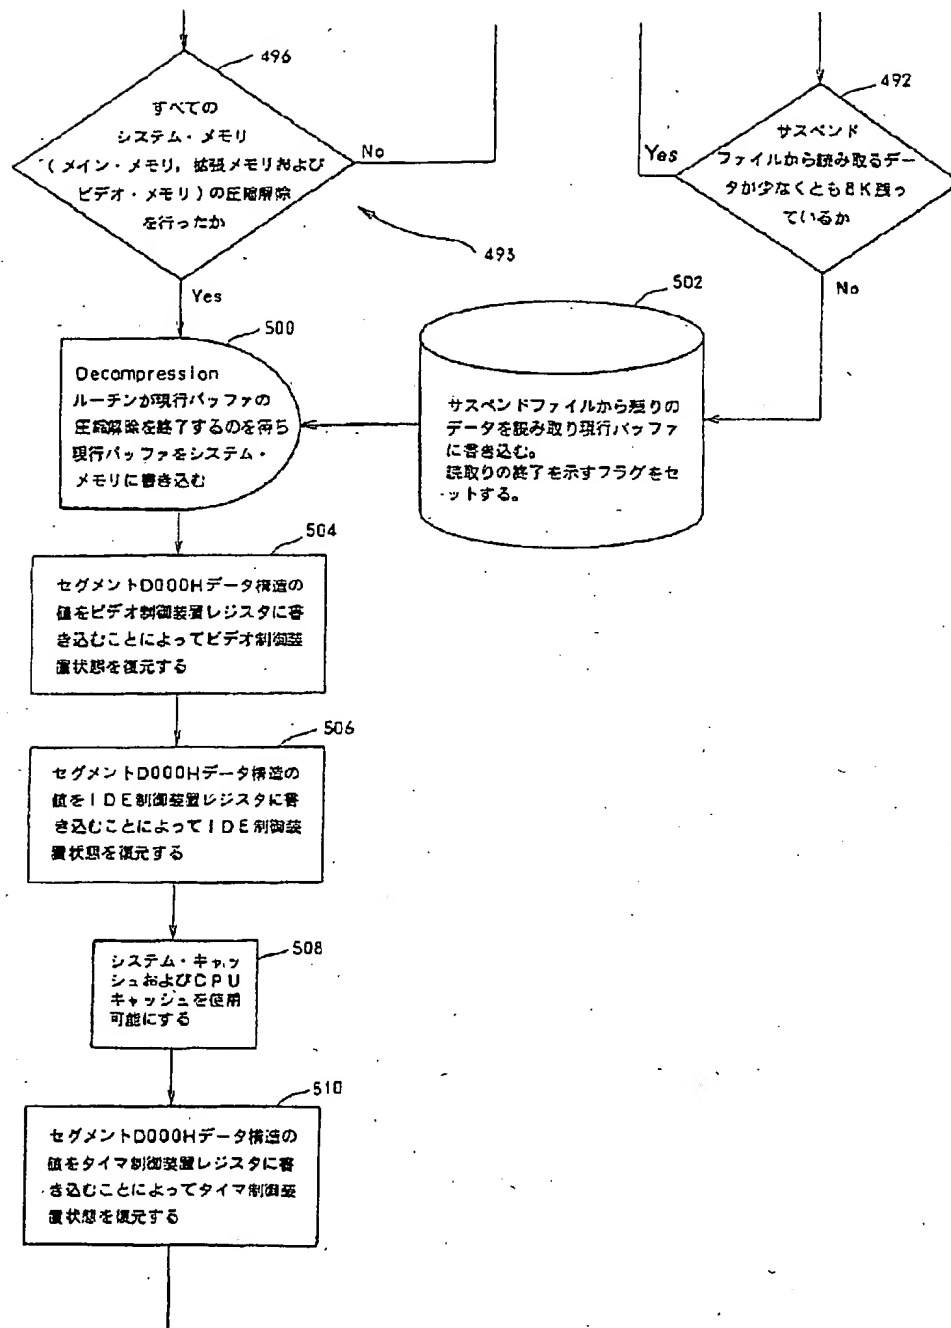 496
すべての
システム・メモリ
(メイン・メモリ，拡張メモリおよび
ビデオ・メモリ)の圧縮解除
を行ったか
No
Yes
493
492
サスペンド
ファイルから読み取るデー
タが少なくとも8K残っ
ているか
Yes
No
500
Decompression
ルーチンが現行バッファの
圧縮解除を終了するのを待ち
現行バッファをシステム・
メモリに書き込む
502
サスペンドファイルから残りの
データを読み取り現行バッファ
に書き込む。
読取りの終了を示すフラグをセ
ットする。
504
セグメントD000Hデータ構造の
値をビデオ制御装置レジスタに書
き込むことによってビデオ制御装
置状態を復元する
506
セグメントD000Hデータ構造の
値をIDE制御装置レジスタに書
き込むことによってIDE制御装
置状態を復元する
508
システム・キャッ
シュおよびCPU
キャッシュを使用
可能にする
510
セグメントD000Hデータ構造の
値をタイマ制御装置レジスタに書
き込むことによってタイマ制御装
置状態を復元する